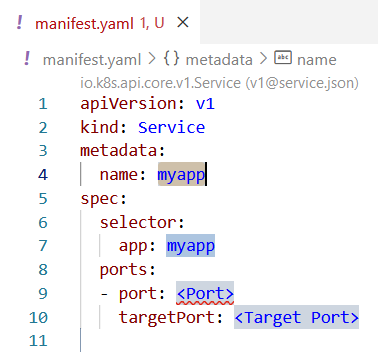 manifest.yaml 1, U ×
manifest.yaml > {} metadata > abc name
io.k8s.api.core.v1.Service (v1@service.json)
1 apiVersion: v1
2 kind: Service
3 metadata:
4   name: myapp
5 spec:
6   selector:
7     app: myapp
8   ports:
9   - port: <Port>
10     targetPort: <Target Port>
11